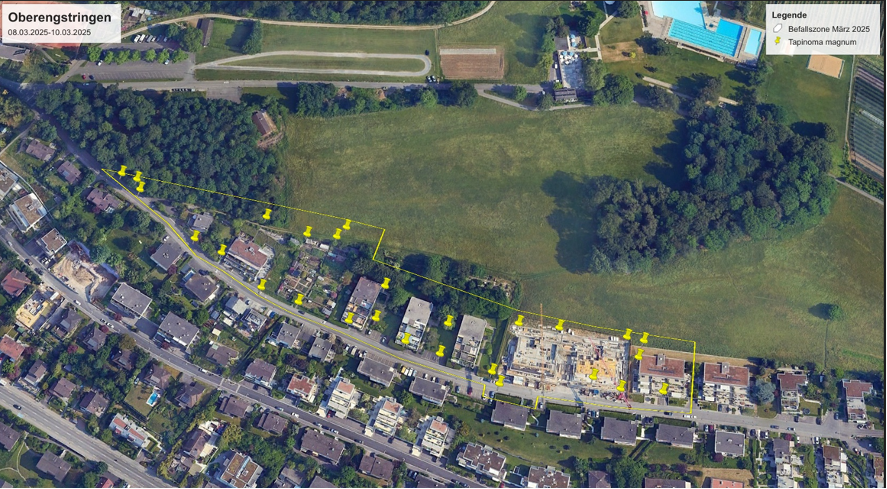 Oberengstringen
08.03.2025-10.03.2025
Legende
Befallszone März 2025
Tapinoma magnum